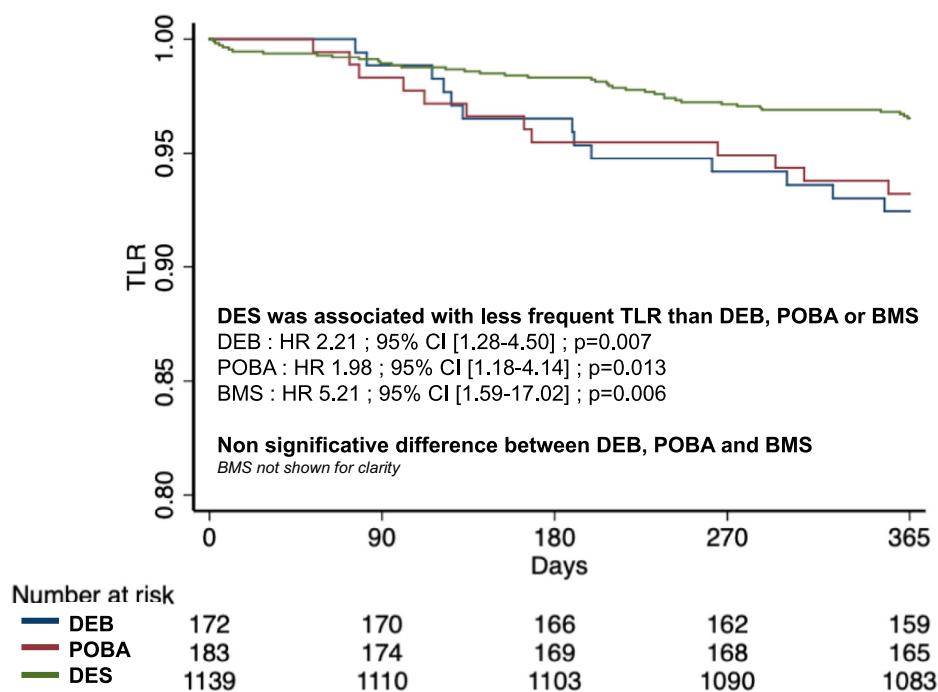 1.00
0.95
0.90
0.85
0.80
TLR
DES was associated with less frequent TLR than DEB, POBA or BMS
DEB : HR 2.21 ; 95% CI [1.28-4.50] ; p=0.007
POBA : HR 1.98 ; 95% CI [1.18-4.14] ; p=0.013
BMS : HR 5.21 ; 95% CI [1.59-17.02] ; p=0.006
Non significative difference between DEB, POBA and BMS
BMS not shown for clarity
0 90 180 270 365
Days
Number at risk
DEB 172 170 166 162 159
POBA 183 174 169 168 165
DES 1139 1110 1103 1090 1083